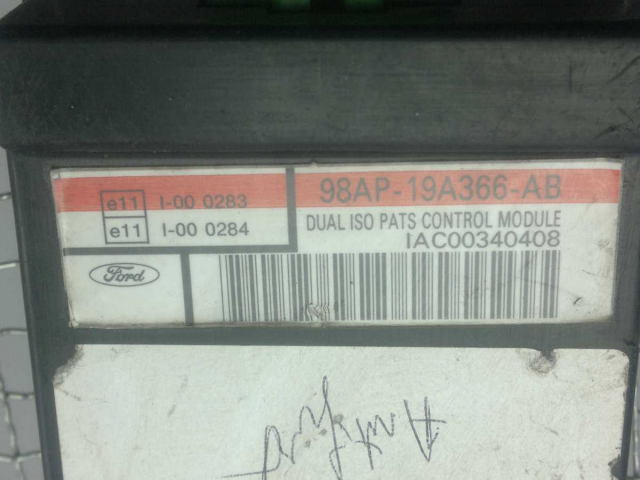 e11 I-00 0283
e11 I-00 0284
98AP-19A366-AB
DUAL ISO PATS CONTROL MODULE
IAC00340408
Ford